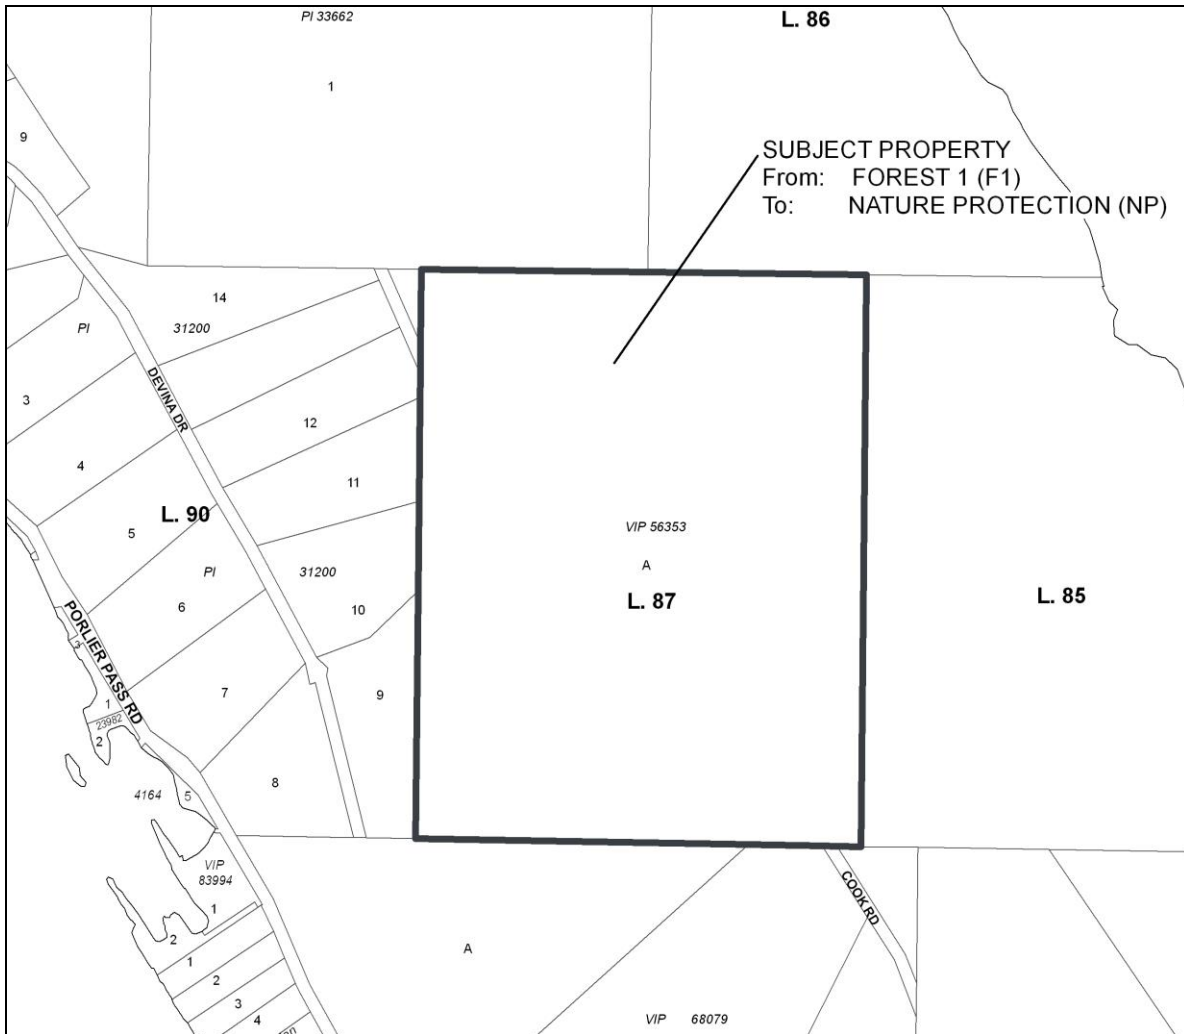 PI 33662
L. 86
1
9
SUBJECT PROPERTY
From: FOREST 1 (F1)
To: NATURE PROTECTION (NP)
14
PI
31200
DEVINA DR
3
12
4
11
L. 90
5
VIP 56353
A
L. 87
L. 85
PI
31200
6
10
PORLIER PASS RD
3
7
9
1
23982
2
8
4164
5
VIP
83994
COOK RD
1
2
A
1
2
3
4
VIP 68079